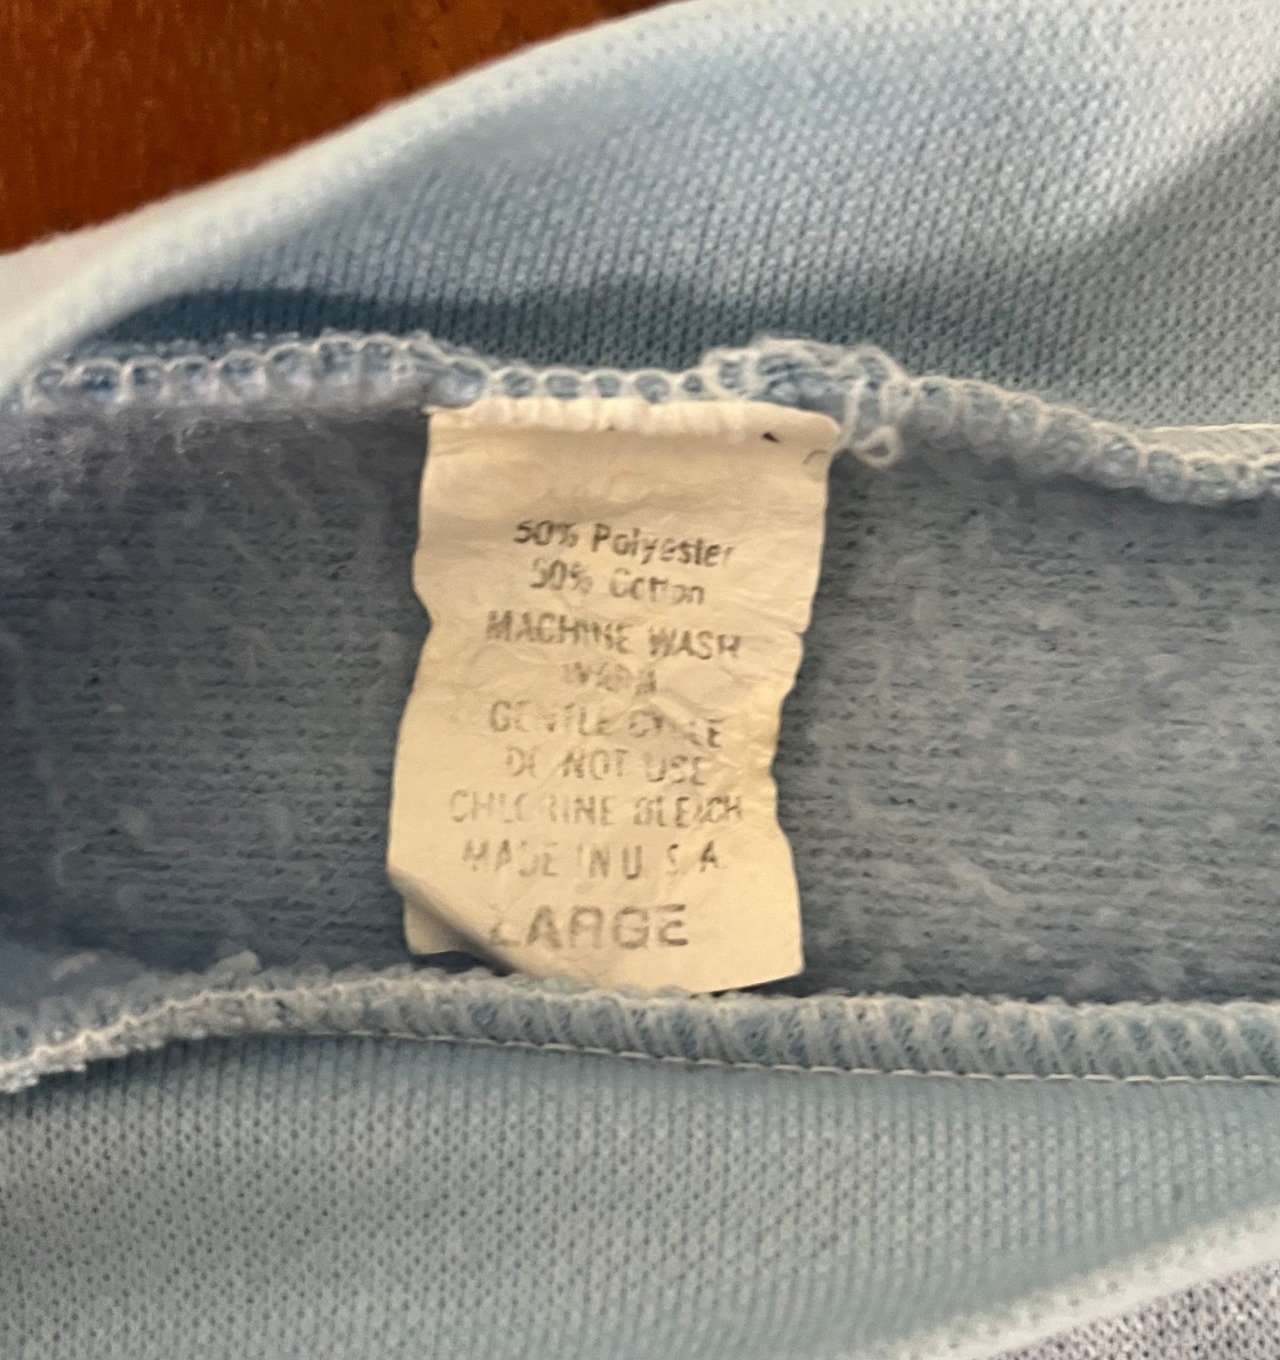 50% Polyester
50% Cotton
MACHINE WASH
WARM
GENTLE CYCLE
DO NOT USE
CHLORINE BLEACH
MADE IN U.S.A.
LARGE